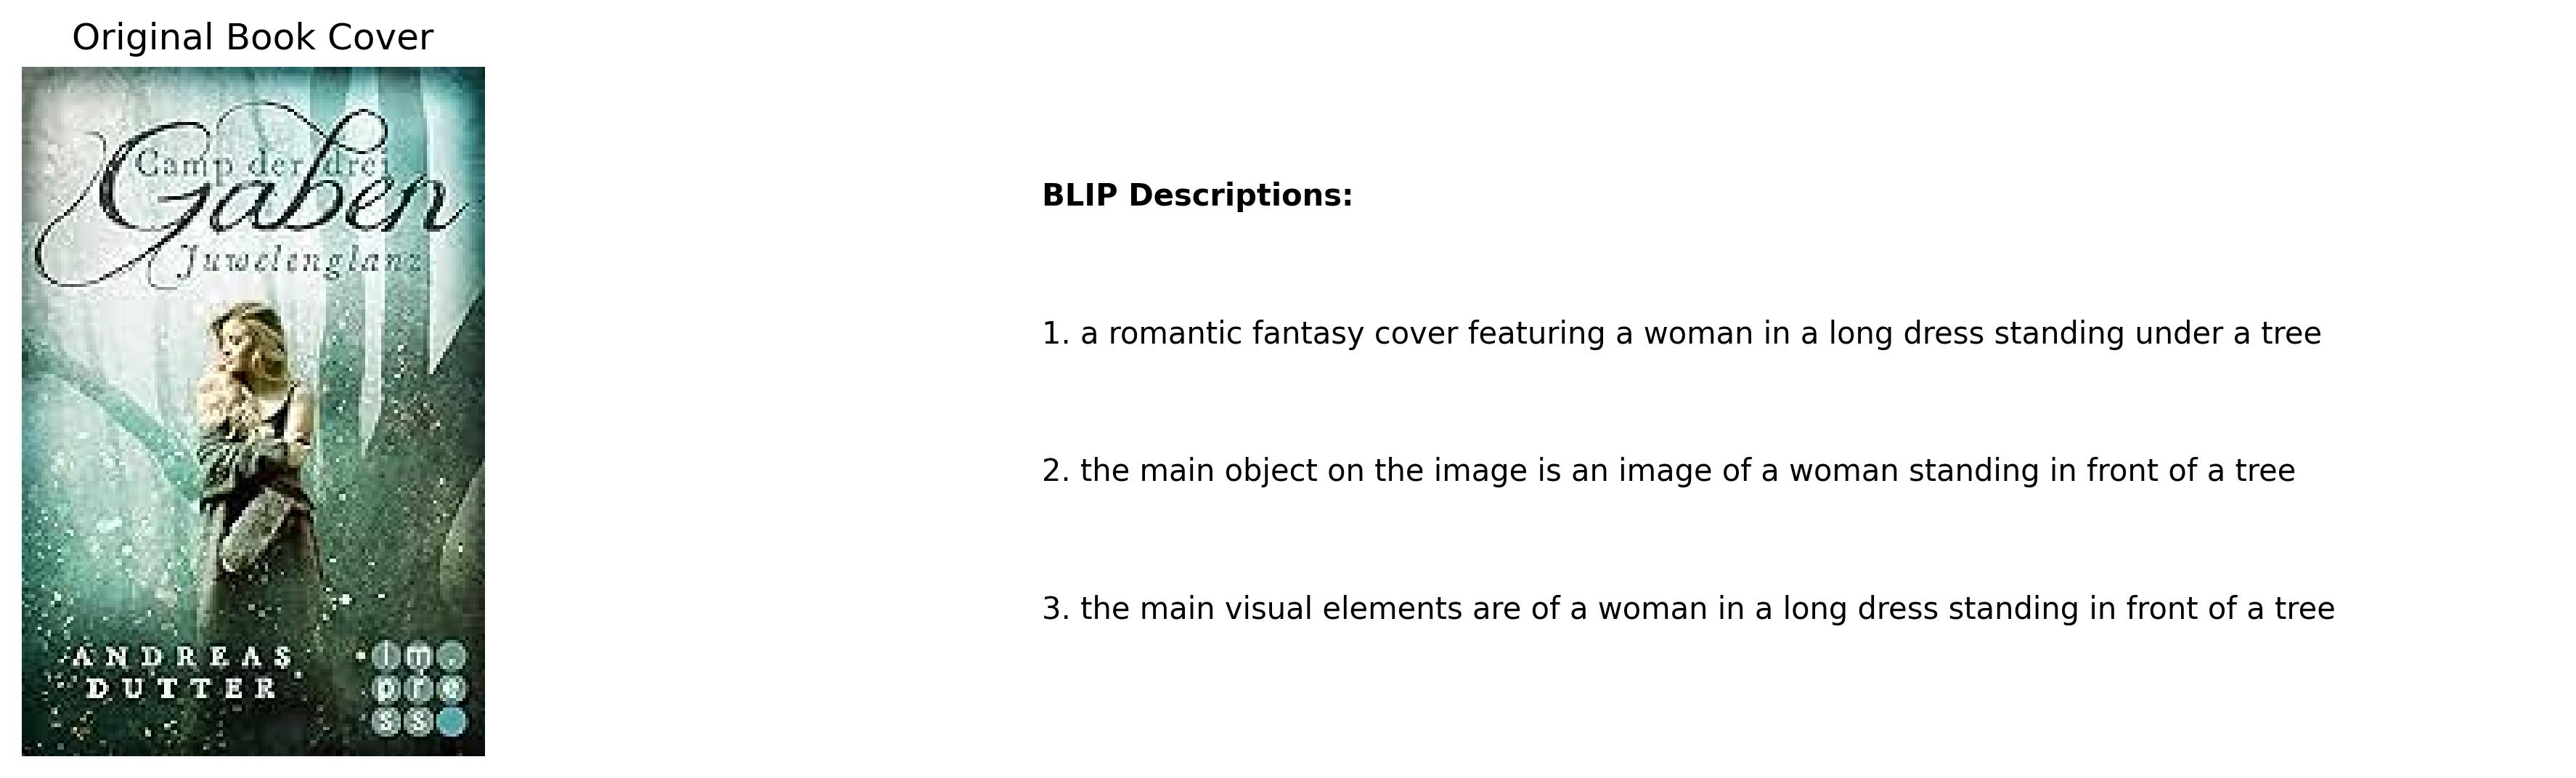 Original Book Cover
Camp der drei
Gaben
Juwelenglanz
ANDREAS
DUTTER
im.
pre
ss
BLIP Descriptions:
1. a romantic fantasy cover featuring a woman in a long dress standing under a tree
2. the main object on the image is an image of a woman standing in front of a tree
3. the main visual elements are of a woman in a long dress standing in front of a tree